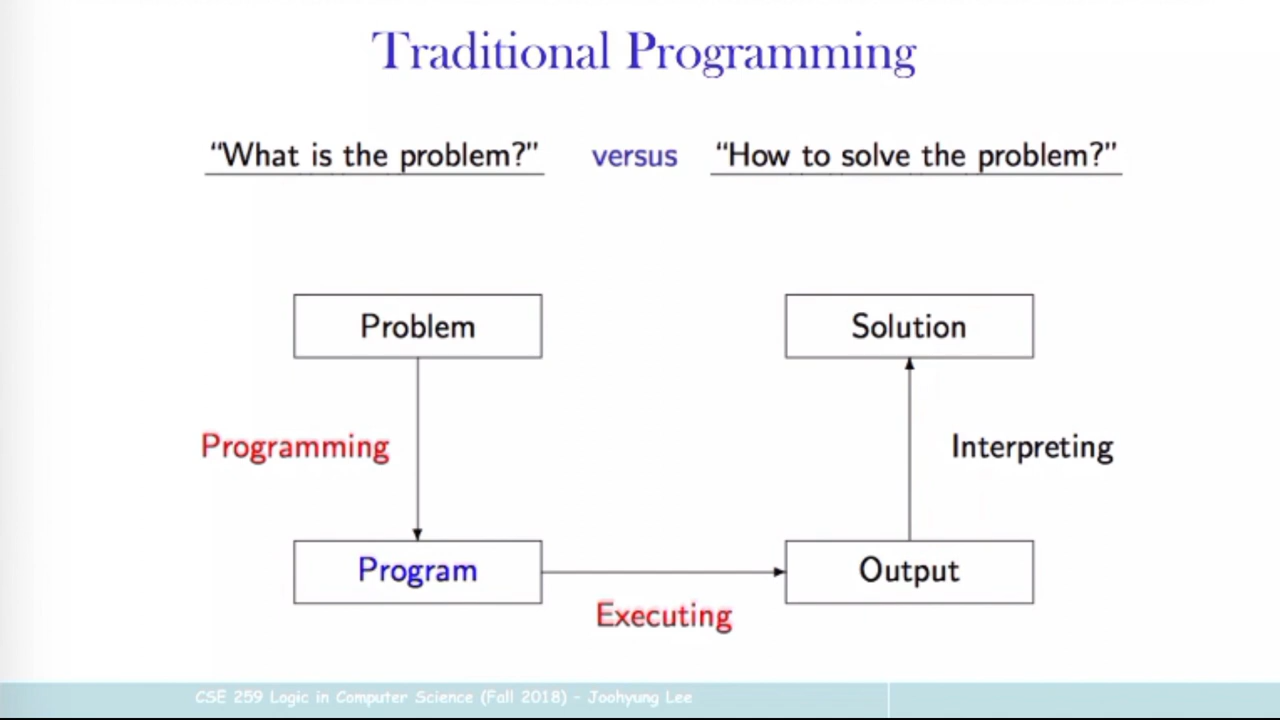 Traditional Programming
“What is the problem?” versus “How to solve the problem?”
Problem
Solution
Programming
Interpreting
Program
Output
Executing
CSE 259 Logic in Computer Science (Fall 2018) - Joohyung Lee